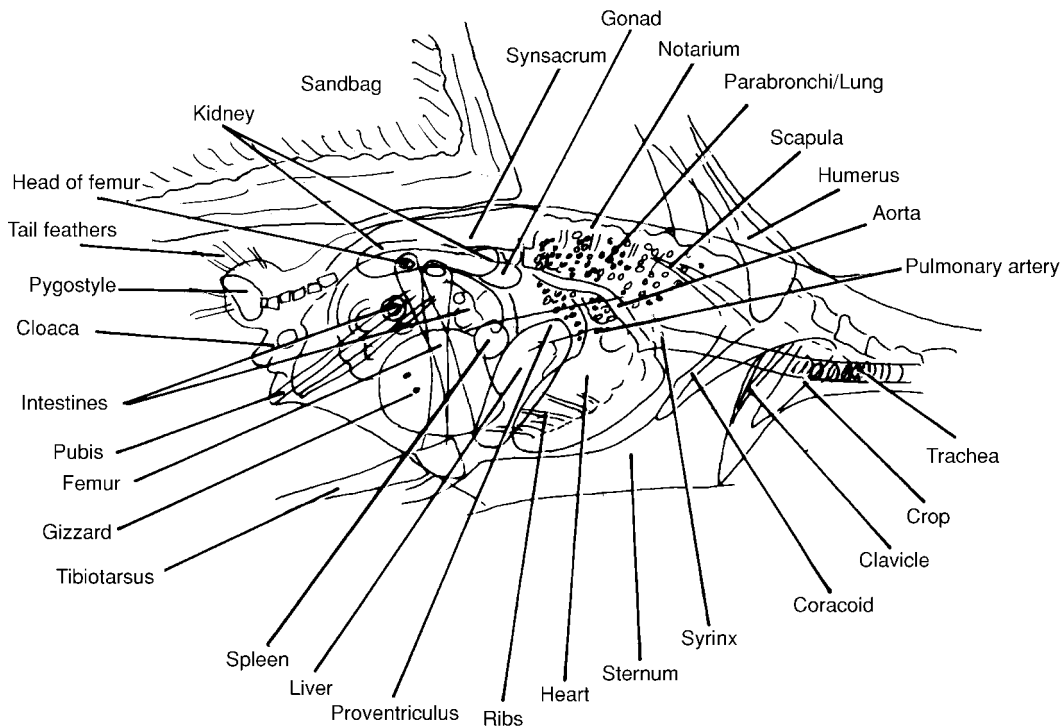 Gonad
Synsacrum
Notarium
Sandbag
Parabronchi/Lung
Kidney
Scapula
Head of femur
Humerus
Tail feathers
Aorta
Pygostyle
Pulmonary artery
Cloaca
Intestines
Pubis
Trachea
Femur
Crop
Gizzard
Clavicle
Tibiotarsus
Coracoid
Syrinx
Spleen
Sternum
Liver
Heart
Proventriculus
Ribs